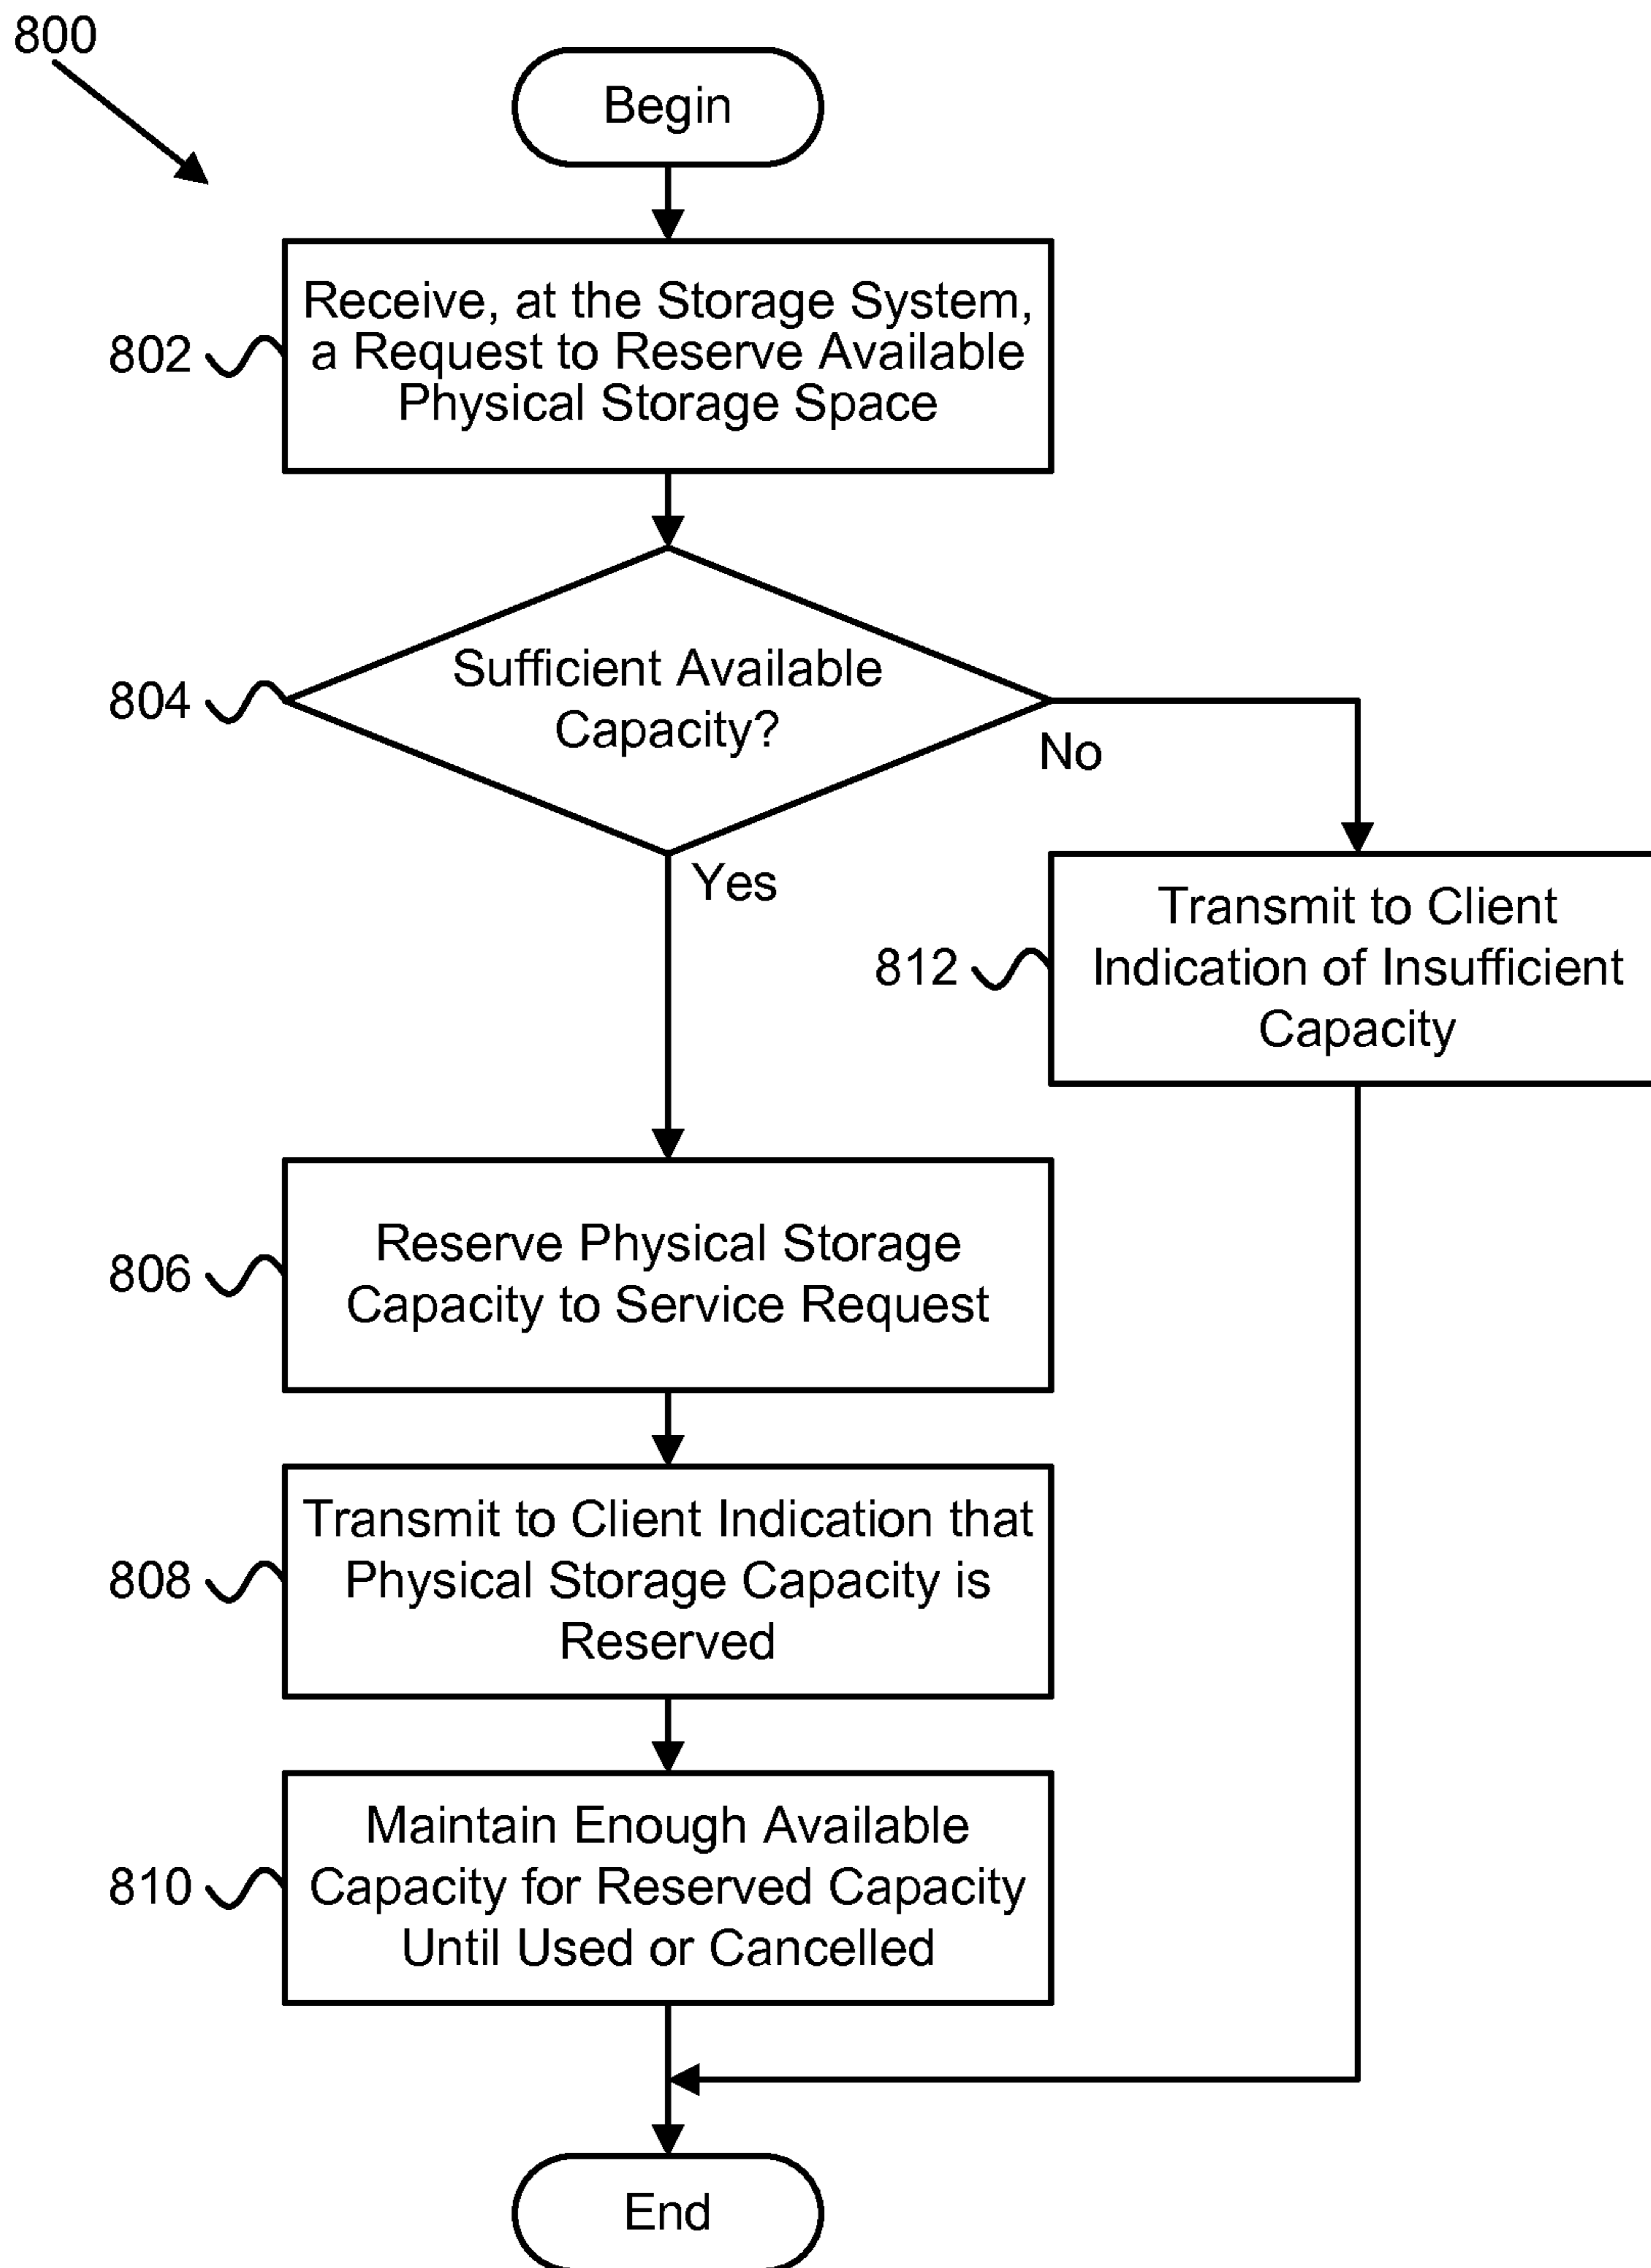 800
Begin
802
Receive, at the Storage System,
a Request to Reserve Available
Physical Storage Space
804
Sufficient Available
Capacity?
No
Yes
812
Transmit to Client
Indication of Insufficient
Capacity
806
Reserve Physical Storage
Capacity to Service Request
808
Transmit to Client Indication that
Physical Storage Capacity is
Reserved
810
Maintain Enough Available
Capacity for Reserved Capacity
Until Used or Cancelled
End